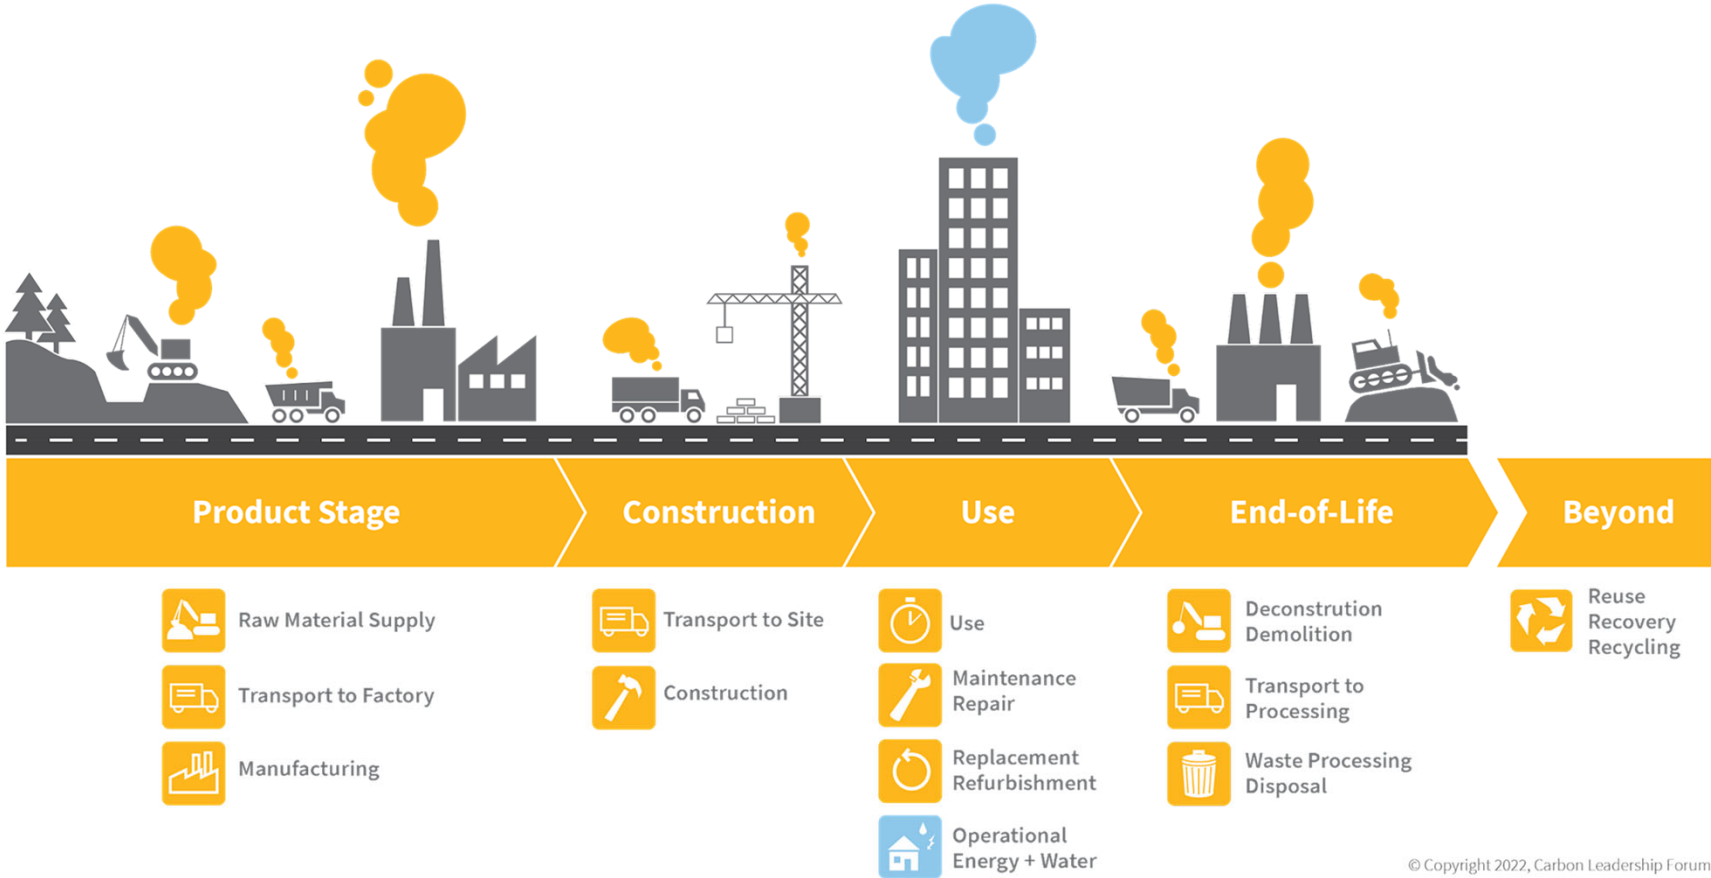 Product Stage
Construction
Use
End-of-Life
Beyond
Raw Material Supply
Transport to Factory
Manufacturing
Transport to Site
Construction
Use
Maintenance
Repair
Replacement
Refurbishment
Operational
Energy + Water
Deconstrution
Demolition
Transport to
Processing
Waste Processing
Disposal
Reuse
Recovery
Recycling
© Copyright 2022, Carbon Leadership Forum